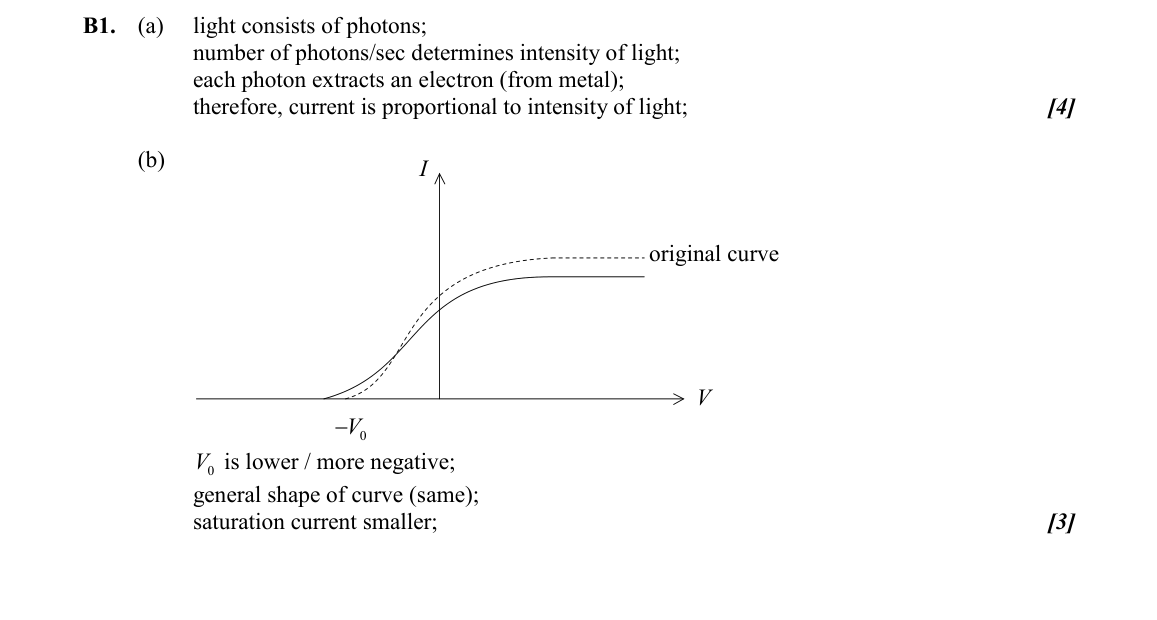 B1. (a) light consists of photons;
number of photons/sec determines intensity of light;
each photon extracts an electron (from metal);
therefore, current is proportional to intensity of light; [4]
(b)
I
original curve
V
−V₀
V₀ is lower / more negative;
general shape of curve (same);
saturation current smaller; [3]